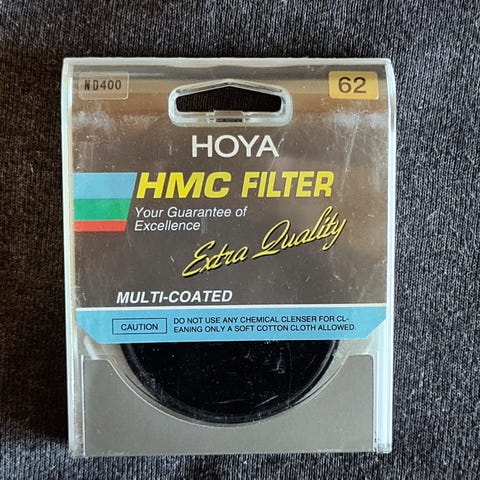 ND400
62
HOYA
HMC FILTER
Your Guarantee of
Excellence
Extra Quality
MULTI-COATED
CAUTION
DO NOT USE ANY CHEMICAL CLENSER FOR CL-
EANING ONLY A SOFT COTTON CLOTH ALLOWED.